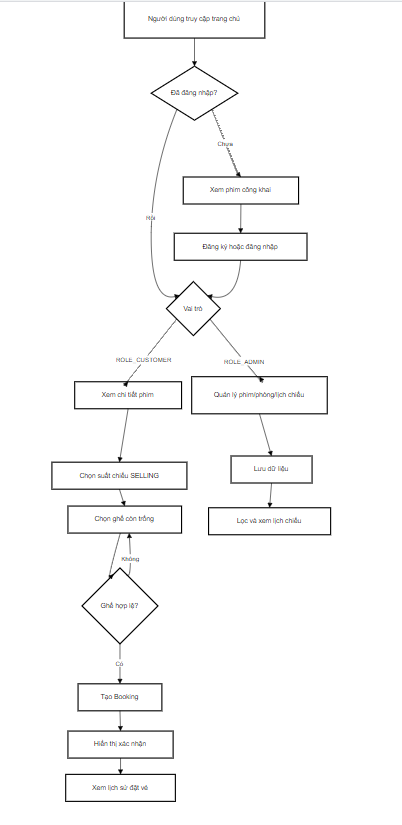 Người dùng truy cập trang chủ
Đã đăng nhập?
Chưa
Xem phim công khai
Rồi
Đăng ký hoặc đăng nhập
Vai trò
ROLE_CUSTOMER
ROLE_ADMIN
Xem chi tiết phim
Quản lý phim/phòng/lịch chiếu
Chọn suất chiếu SELLING
Lưu dữ liệu
Chọn ghế còn trống
Lọc và xem lịch chiếu
Không
Ghế hợp lệ?
Có
Tạo Booking
Hiển thị xác nhận
Xem lịch sử đặt vé